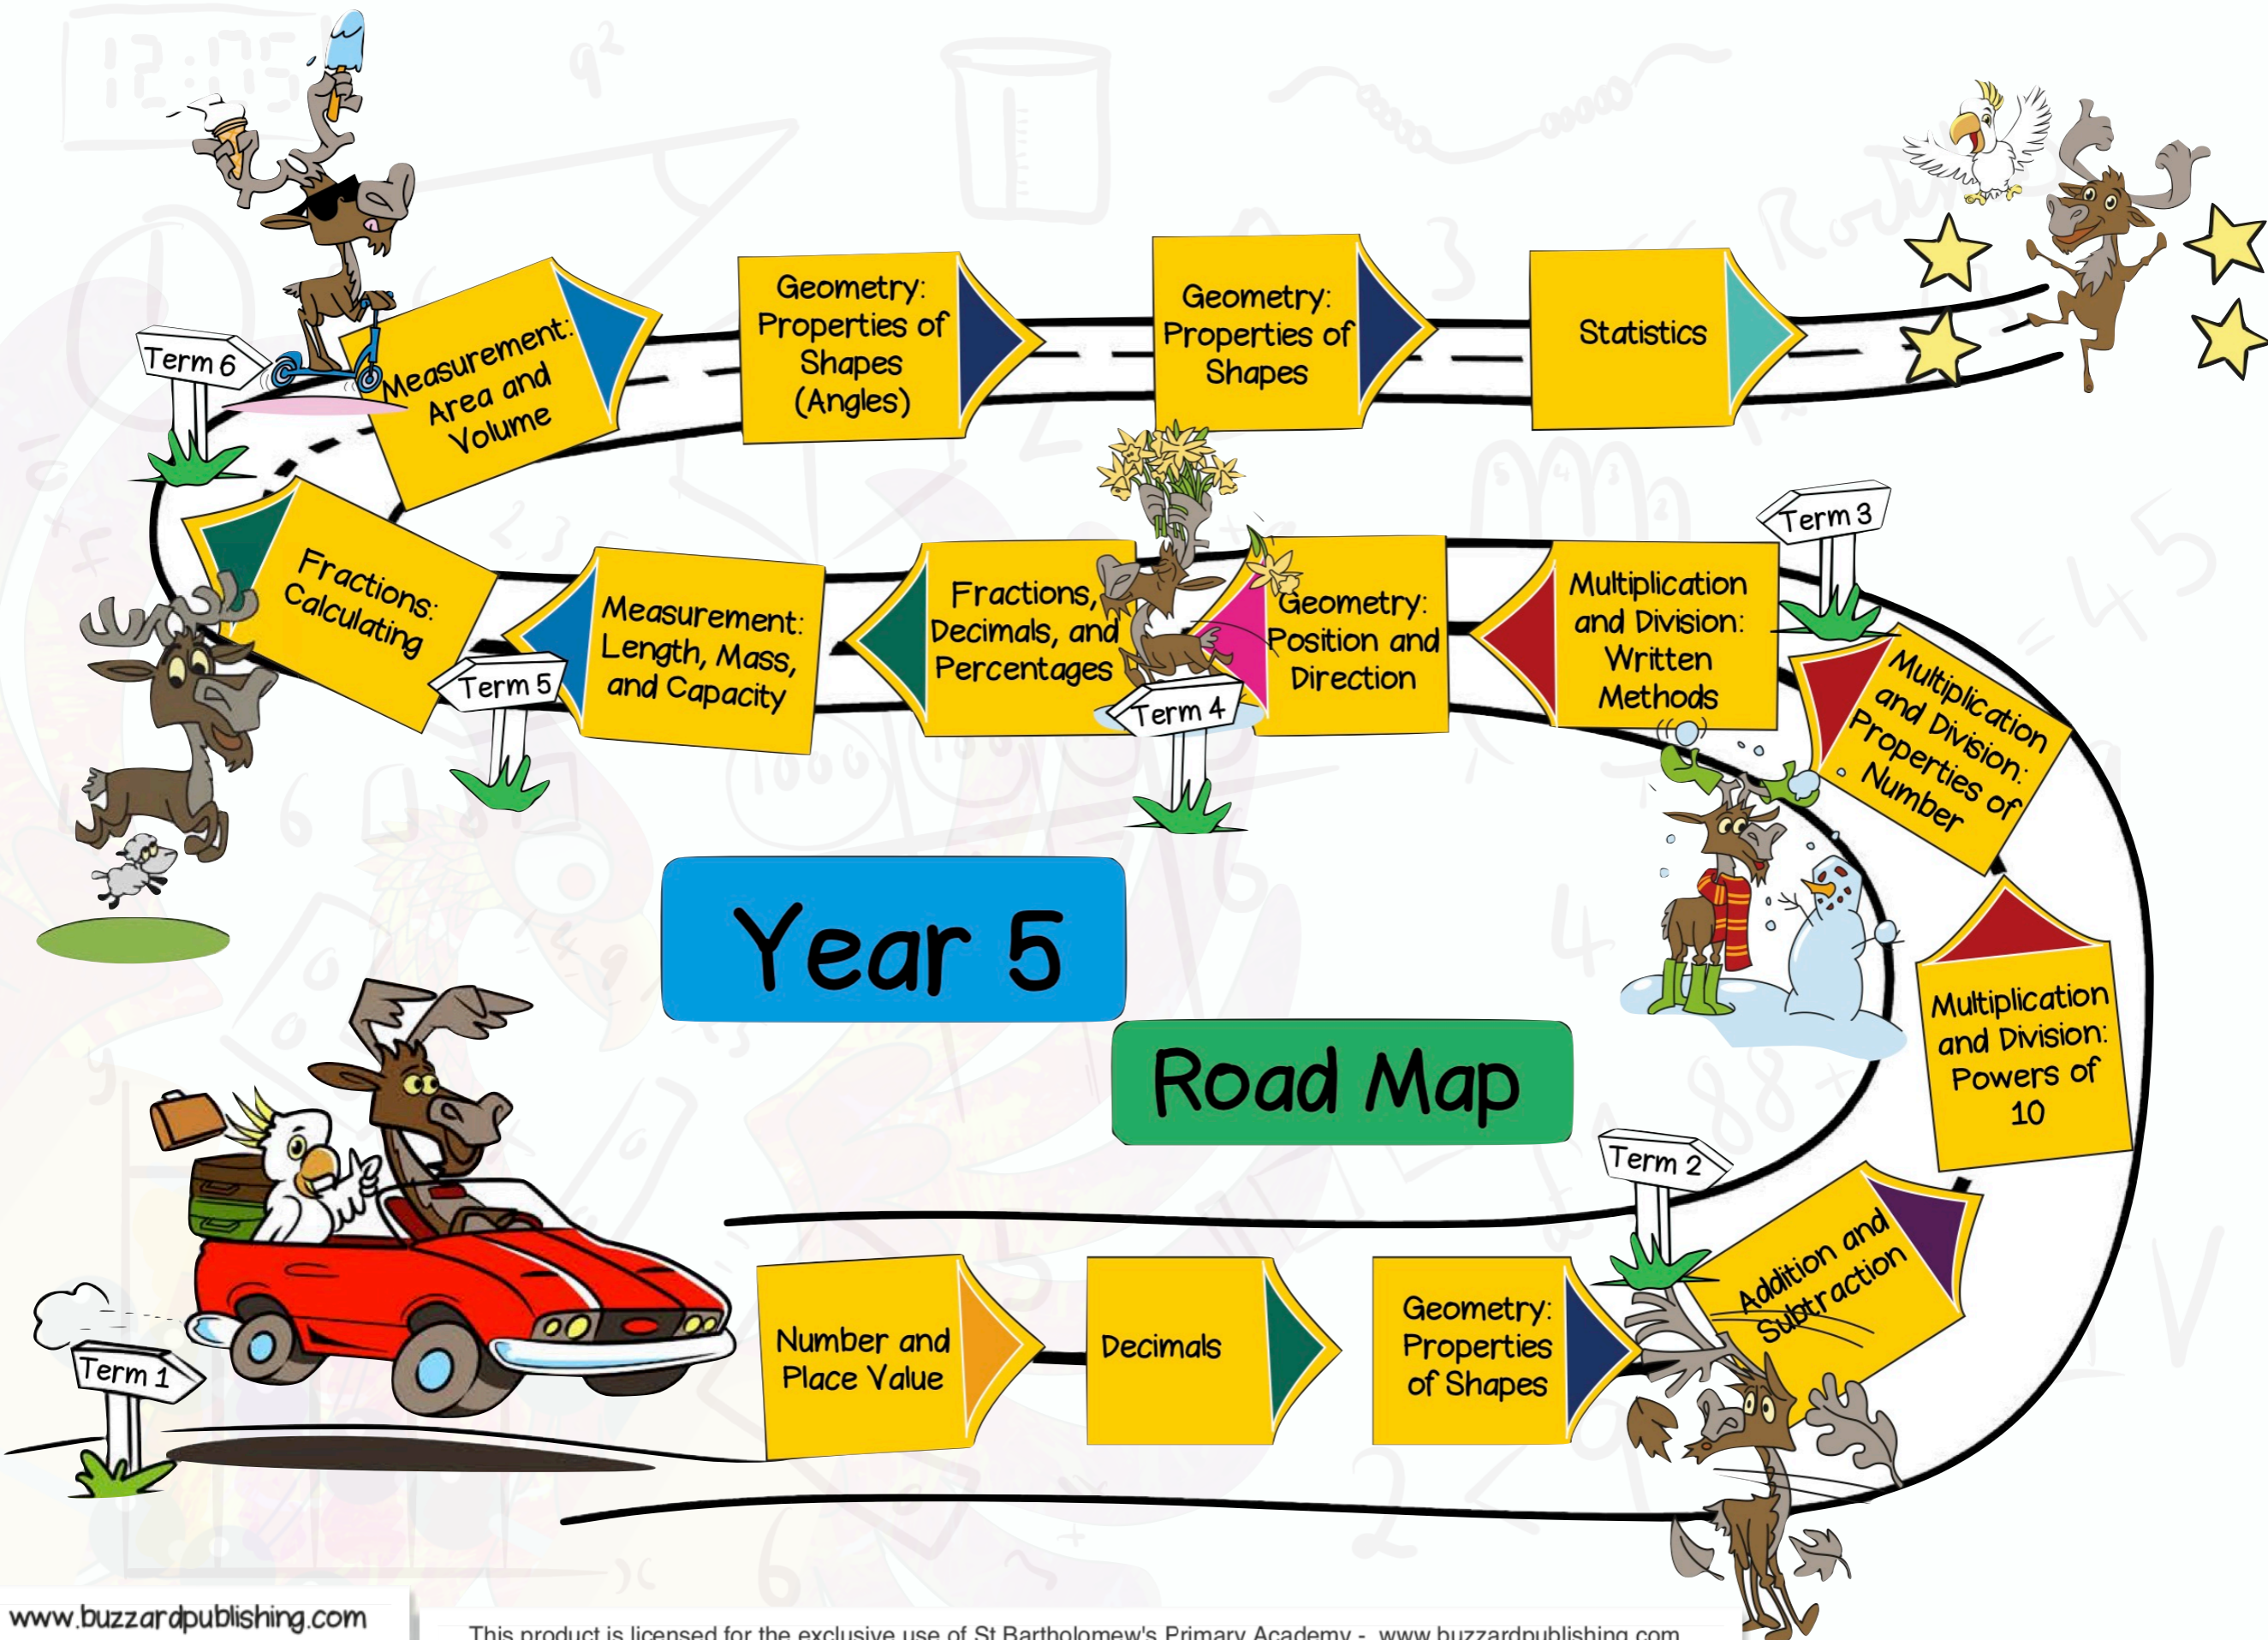 12:05
9²
Term 6
Measurement:
Area and
Volume
Geometry:
Properties of
Shapes
(Angles)
Geometry:
Properties of
Shapes
Statistics
Term 3
Fractions:
Calculating
Term 5
Measurement:
Length, Mass,
and Capacity
Fractions,
Decimals, and
Percentages
Term 4
Geometry:
Position and
Direction
Multiplication
and Division:
Written
Methods
Multiplication
and Division:
Properties of
Number
Multiplication
and Division:
Powers of
10
Year 5
Road Map
Term 2
Addition and
Subtraction
Term 1
Number and
Place Value
Decimals
Geometry:
Properties
of Shapes
www.buzzardpublishing.com
This product is licensed for the exclusive use of St Bartholomew's Primary Academy - www.buzzardpublishing.com